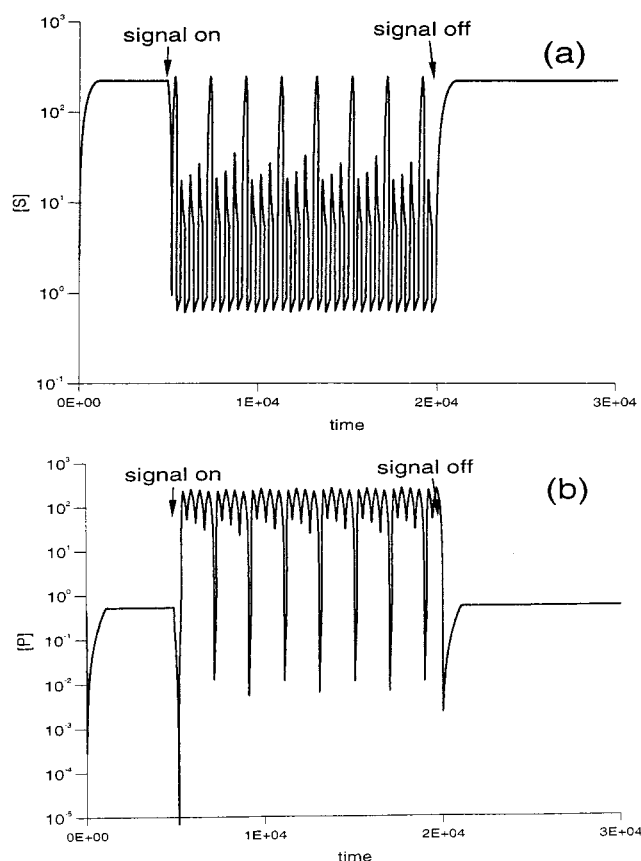 signal on
signal off
(a)
10³
10²
10¹
10⁰
10⁻¹
[S]
0E+00
1E+04
2E+04
3E+04
time
signal on
signal off
(b)
10³
10²
10¹
10⁰
10⁻¹
10⁻²
10⁻³
10⁻⁴
10⁻⁵
[P]
0E+00
1E+04
2E+04
3E+04
time